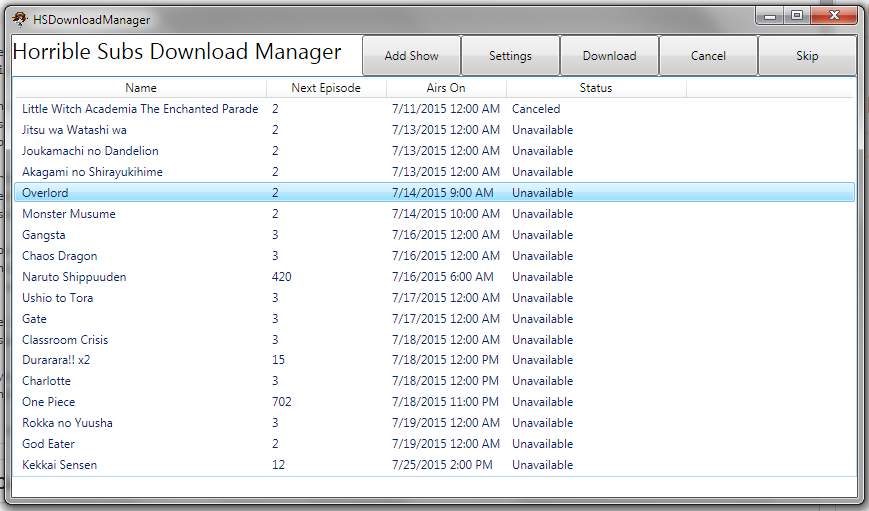 HSDownloadManager
Horrible Subs Download Manager Add Show Settings Download Cancel Skip
Name Next Episode Airs On Status
Little Witch Academia The Enchanted Parade 2 7/11/2015 12:00 AM Canceled
Jitsu wa Watashi wa 2 7/13/2015 12:00 AM Unavailable
Joukamachi no Dandelion 2 7/13/2015 12:00 AM Unavailable
Akagami no Shirayukihime 2 7/13/2015 12:00 AM Unavailable
Overlord 2 7/14/2015 9:00 AM Unavailable
Monster Musume 2 7/14/2015 10:00 AM Unavailable
Gangsta 3 7/16/2015 12:00 AM Unavailable
Chaos Dragon 3 7/16/2015 12:00 AM Unavailable
Naruto Shippuuden 420 7/16/2015 6:00 AM Unavailable
Ushio to Tora 3 7/17/2015 12:00 AM Unavailable
Gate 3 7/17/2015 12:00 AM Unavailable
Classroom Crisis 3 7/18/2015 12:00 AM Unavailable
Durarara!! x2 15 7/18/2015 12:00 PM Unavailable
Charlotte 3 7/18/2015 12:00 PM Unavailable
One Piece 702 7/18/2015 11:00 PM Unavailable
Rokka no Yuusha 3 7/19/2015 12:00 AM Unavailable
God Eater 2 7/19/2015 12:00 AM Unavailable
Kekkai Sensen 12 7/25/2015 2:00 PM Unavailable